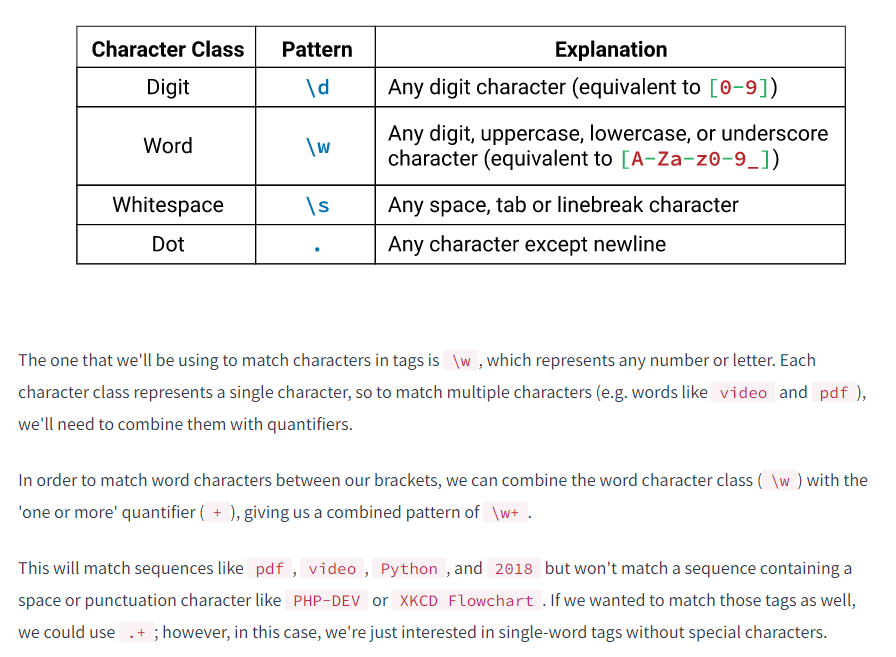 Character Class Pattern Explanation
Digit \d Any digit character (equivalent to [0-9])
Word \w Any digit, uppercase, lowercase, or underscore
character (equivalent to [A-Za-z0-9_])
Whitespace \s Any space, tab or linebreak character
Dot . Any character except newline
The one that we'll be using to match characters in tags is \w , which represents any number or letter. Each
character class represents a single character, so to match multiple characters (e.g. words like video and pdf ),
we'll need to combine them with quantifiers.
In order to match word characters between our brackets, we can combine the word character class ( \w ) with the
'one or more' quantifier ( + ), giving us a combined pattern of \w+ .
This will match sequences like pdf , video , Python , and 2018 but won't match a sequence containing a
space or punctuation character like PHP-DEV or XKCD Flowchart . If we wanted to match those tags as well,
we could use .+ ; however, in this case, we're just interested in single-word tags without special characters.